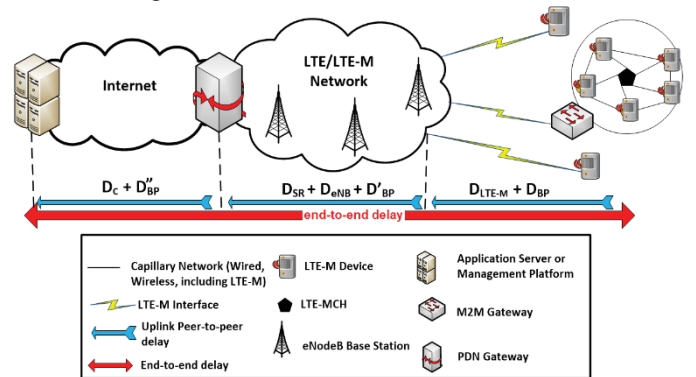 Internet
LTE/LTE-M
Network
D_C + D"_BP
D_SR + D_eNB + D'_BP
D_LTE-M + D_BP
end-to-end delay
Capillary Network (Wired,
Wireless, including LTE-M)
LTE-M Interface
Uplink Peer-to-peer
delay
End-to-end delay
LTE-M Device
LTE-MCH
eNodeB Base Station
Application Server or
Management Platform
M2M Gateway
PDN Gateway